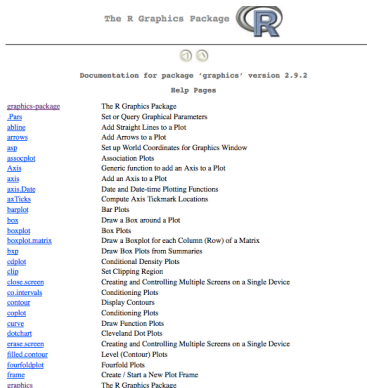 The R Graphics Package
R
Documentation for package ‘graphics’ version 2.9.2
Help Pages
graphics-package The R Graphics Package
.Pars Set or Query Graphical Parameters
abline Add Straight Lines to a Plot
arrows Add Arrows to a Plot
asp Set up World Coordinates for Graphics Window
assocplot Association Plots
Axis Generic function to add an Axis to a Plot
axis Add an Axis to a Plot
axis.Date Date and Date-time Plotting Functions
axTicks Compute Axis Tickmark Locations
barplot Bar Plots
box Draw a Box around a Plot
boxplot Box Plots
boxplot.matrix Draw a Boxplot for each Column (Row) of a Matrix
bxp Draw Box Plots from Summaries
cdplot Conditional Density Plots
clip Set Clipping Region
close.screen Creating and Controlling Multiple Screens on a Single Device
co.intervals Conditioning Plots
contour Display Contours
coplot Conditioning Plots
curve Draw Function Plots
dotchart Cleveland Dot Plots
erase.screen Creating and Controlling Multiple Screens on a Single Device
filled.contour Level (Contour) Plots
fourfoldplot Fourfold Plots
frame Create / Start a New Plot Frame
graphics The R Graphics Package